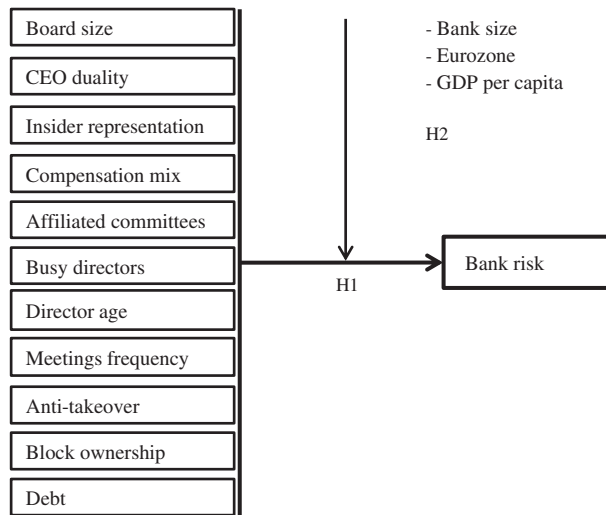 Board size
CEO duality
Insider representation
Compensation mix
Affiliated committees
Busy directors
Director age
Meetings frequency
Anti-takeover
Block ownership
Debt
- Bank size
- Eurozone
- GDP per capita
H2
H1
Bank risk